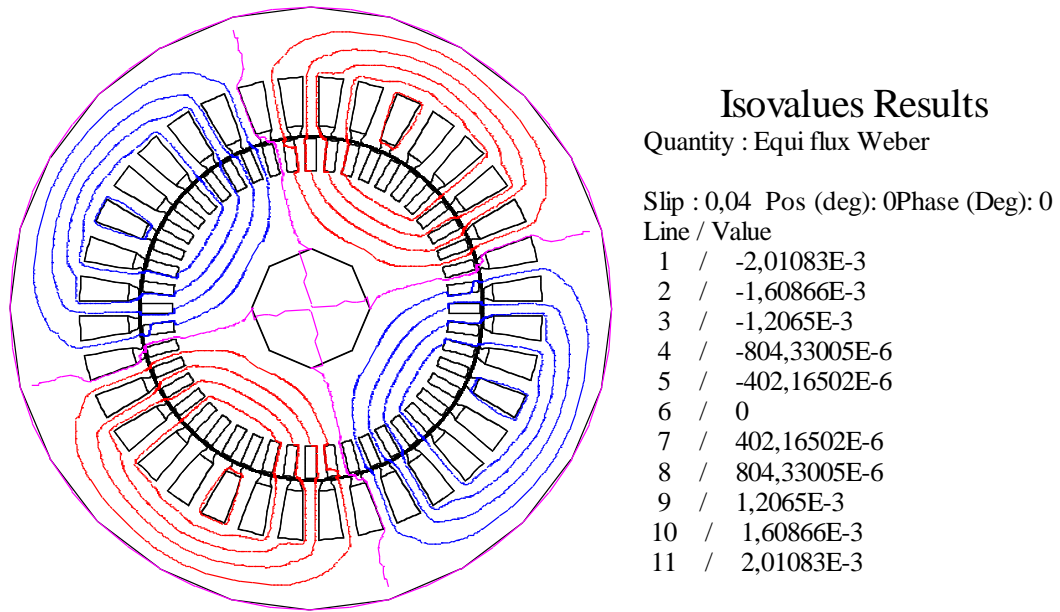 Isovalues Results
Quantity : Equi flux Weber
Slip : 0,04 Pos (deg): 0Phase (Deg): 0
Line / Value
1 / -2,01083E-3
2 / -1,60866E-3
3 / -1,2065E-3
4 / -804,33005E-6
5 / -402,16502E-6
6 / 0
7 / 402,16502E-6
8 / 804,33005E-6
9 / 1,2065E-3
10 / 1,60866E-3
11 / 2,01083E-3